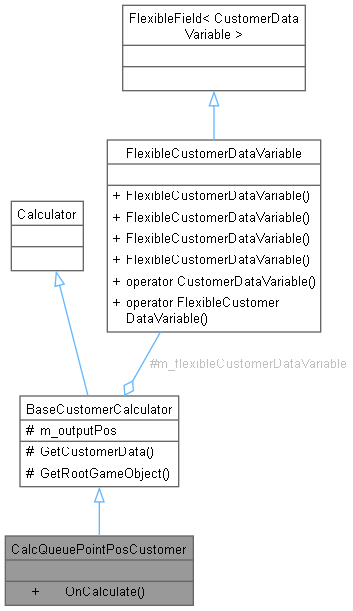 FlexibleField< CustomerData
Variable >
FlexibleCustomerDataVariable
+ FlexibleCustomerDataVariable()
+ FlexibleCustomerDataVariable()
+ FlexibleCustomerDataVariable()
+ FlexibleCustomerDataVariable()
+ operator CustomerDataVariable()
+ operator FlexibleCustomer
DataVariable()
Calculator
#m_flexibleCustomerDataVariable
BaseCustomerCalculator
# m_outputPos
# GetCustomerData()
# GetRootGameObject()
CalcQueuePointPosCustomer
+ OnCalculate()